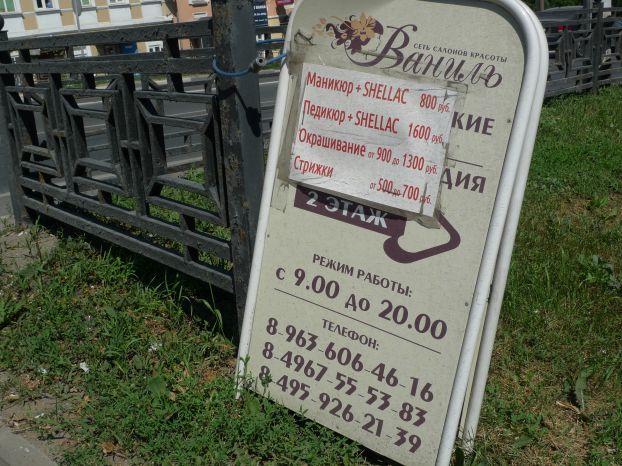 СЕТЬ САЛОНОВ КРАСОТЫ
Ваниль
Маникюр + SHELLAC 800 руб.
Педикюр + SHELLAC 1600 руб.
Окрашивание от 900 до 1300 руб.
Стрижки от 500 до 700 руб.
2 ЭТАЖ
РЕЖИМ РАБОТЫ:
с 9.00 до 20.00
ТЕЛЕФОН:
8-963-606-46-16
8-4967-55-53-83
8-495-926-21-39